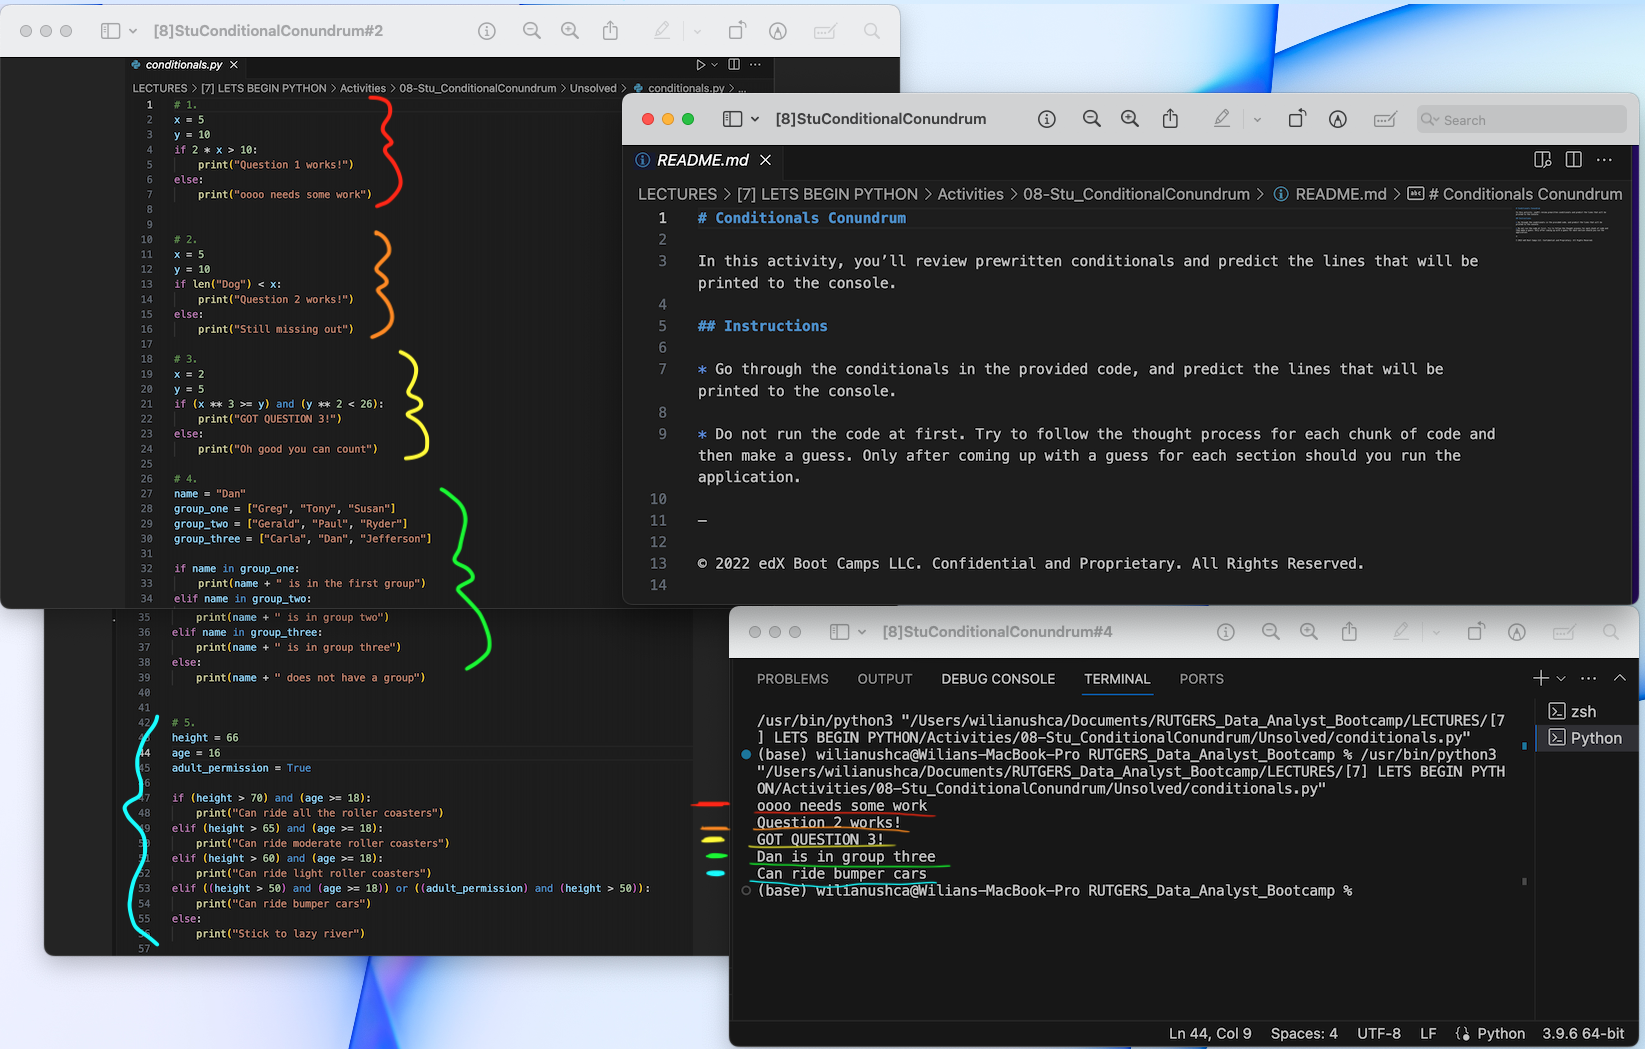 [8]StuConditionalConundrum#2
conditionals.py
LECTURES > [7] LETS BEGIN PYTHON > Activities > 08-Stu_ConditionalConundrum > Unsolved > conditionals.py > ...
1 # 1.
2 x = 5
3 y = 10
4 if 2 * x > 10:
5     print("Question 1 works!")
6 else:
7     print("oooo needs some work")
8
9
10 # 2.
11 x = 5
12 y = 10
13 if len("Dog") < x:
14     print("Question 2 works!")
15 else:
16     print("Still missing out")
17
18 # 3.
19 x = 2
20 y = 5
21 if (x ** 3 >= y) and (y ** 2 < 26):
22     print("GOT QUESTION 3!")
23 else:
24     print("Oh good you can count")
25
26 # 4.
27 name = "Dan"
28 group_one = ["Greg", "Tony", "Susan"]
29 group_two = ["Gerald", "Paul", "Ryder"]
30 group_three = ["Carla", "Dan", "Jefferson"]
31
32 if name in group_one:
33     print(name + " is in the first group")
34 elif name in group_two:
35     print(name + " is in group two")
36 elif name in group_three:
37     print(name + " is in group three")
38 else:
39     print(name + " does not have a group")
40
41
42 # 5.
height = 66
44 age = 16
45 adult_permission = True
46
47 if (height > 70) and (age >= 18):
48     print("Can ride all the roller coasters")
49 elif (height > 65) and (age >= 18):
50     print("Can ride moderate roller coasters")
51 elif (height > 60) and (age >= 18):
52     print("Can ride light roller coasters")
53 elif ((height > 50) and (age >= 18)) or ((adult_permission) and (height > 50)):
54     print("Can ride bumper cars")
55 else:
56     print("Stick to lazy river")
57
[8]StuConditionalConundrum
Search
README.md
LECTURES > [7] LETS BEGIN PYTHON > Activities > 08-Stu_ConditionalConundrum > README.md > # Conditionals Conundrum
1 # Conditionals Conundrum
2
3 In this activity, you’ll review prewritten conditionals and predict the lines that will be
printed to the console.
4
5 ## Instructions
6
7 * Go through the conditionals in the provided code, and predict the lines that will be
printed to the console.
8
9 * Do not run the code at first. Try to follow the thought process for each chunk of code and
then make a guess. Only after coming up with a guess for each section should you run the
application.
10
11 —
12
13 © 2022 edX Boot Camps LLC. Confidential and Proprietary. All Rights Reserved.
14
[8]StuConditionalConundrum#4
PROBLEMS OUTPUT DEBUG CONSOLE TERMINAL PORTS
zsh
Python
/usr/bin/python3 "/Users/wilianushca/Documents/RUTGERS_Data_Analyst_Bootcamp/LECTURES/[7
] LETS BEGIN PYTHON/Activities/08-Stu_ConditionalConundrum/Unsolved/conditionals.py"
(base) wilianushca@Wilians-MacBook-Pro RUTGERS_Data_Analyst_Bootcamp % /usr/bin/python3
"/Users/wilianushca/Documents/RUTGERS_Data_Analyst_Bootcamp/LECTURES/[7] LETS BEGIN PYTH
ON/Activities/08-Stu_ConditionalConundrum/Unsolved/conditionals.py"
oooo needs some work
Question 2 works!
GOT QUESTION 3!
Dan is in group three
Can ride bumper cars
(base) wilianushca@Wilians-MacBook-Pro RUTGERS_Data_Analyst_Bootcamp %
Ln 44, Col 9 Spaces: 4 UTF-8 LF Python 3.9.6 64-bit